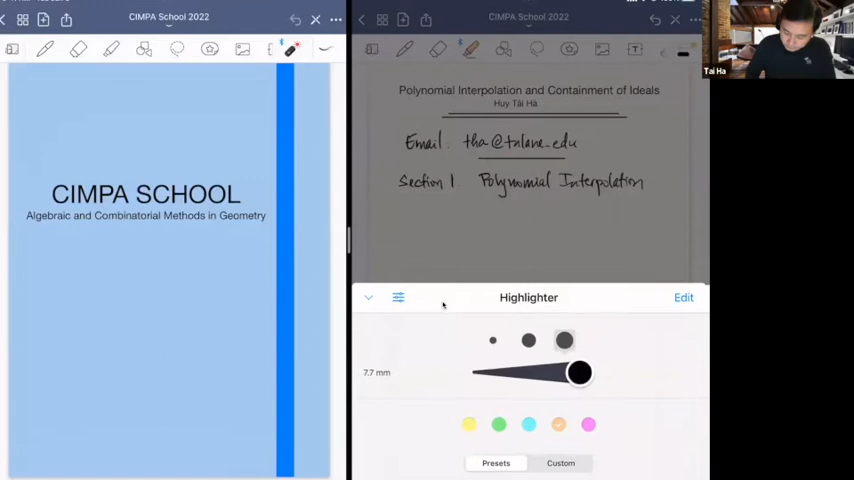 CIMPA School 2022
CIMPA SCHOOL
Algebraic and Combinatorial Methods in Geometry
CIMPA School 2022
Polynomial Interpolation and Containment of Ideals
Huy Tài Hà
Email. tha@tulane.edu
Section 1. Polynomial Interpolation
Highlighter
Edit
7.7 mm
Presets
Custom
Tai Ha